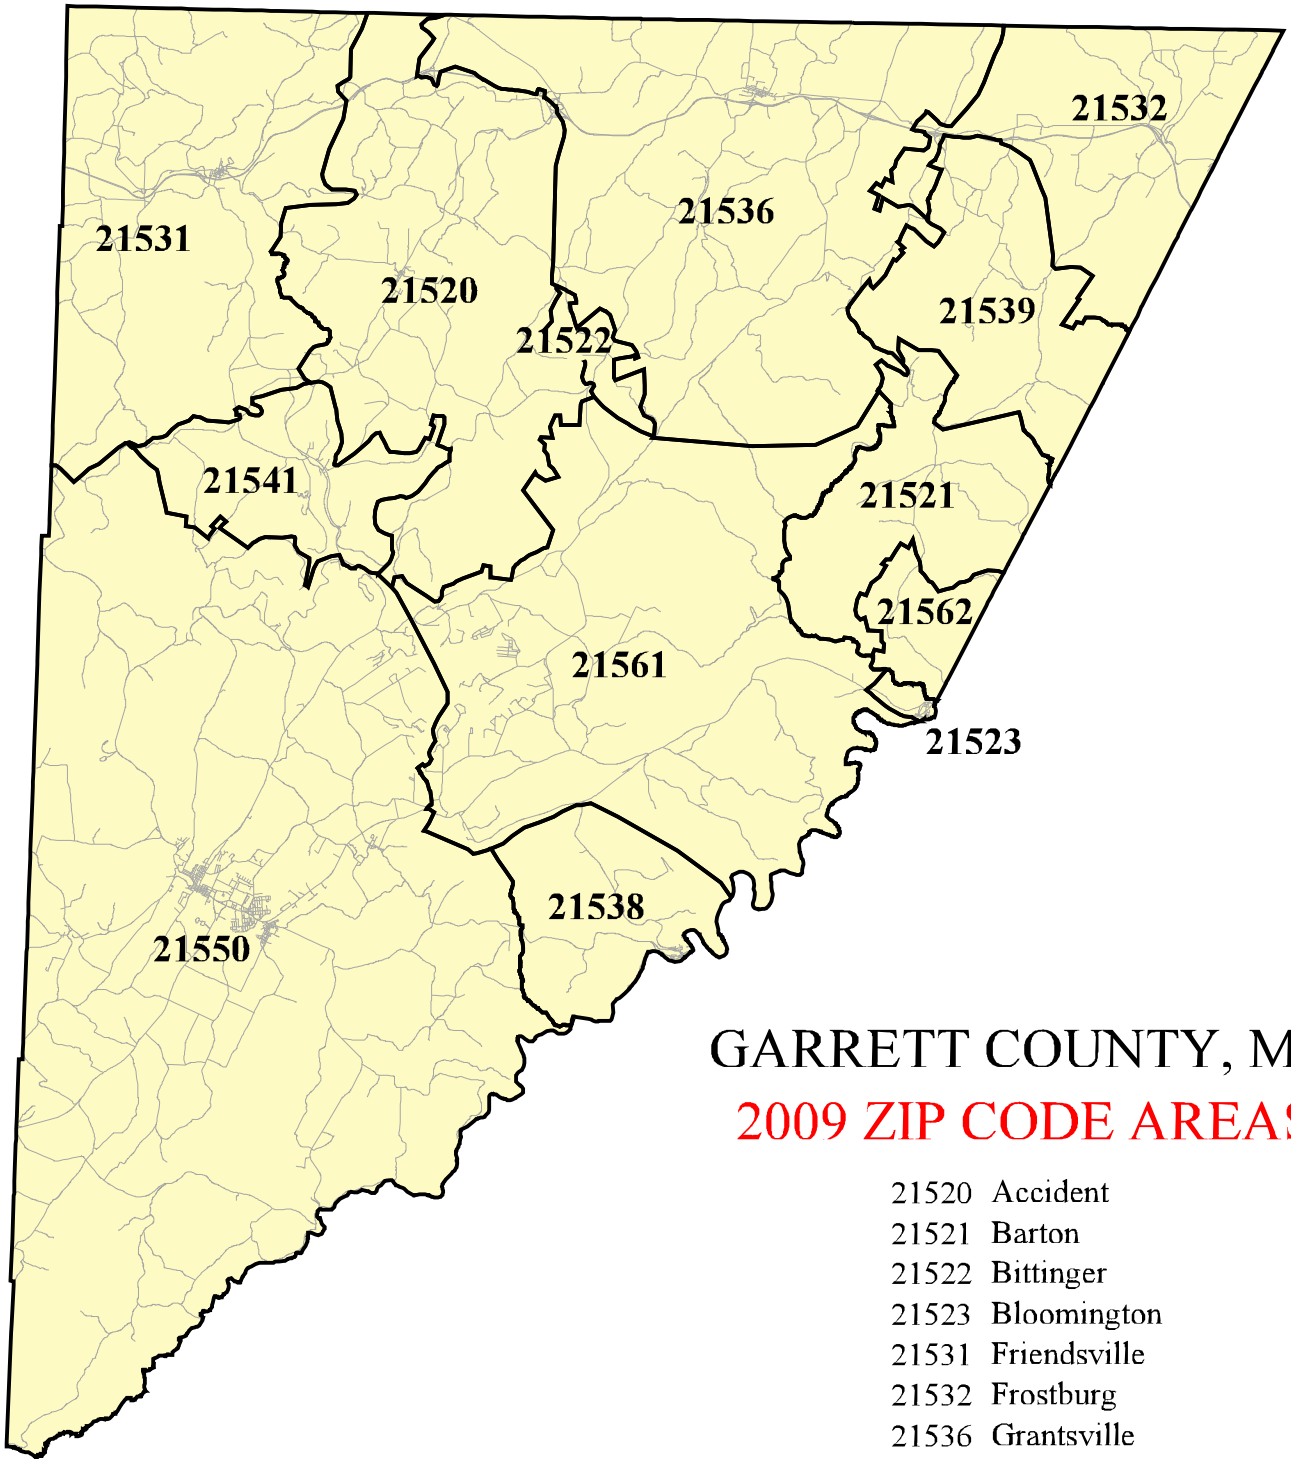 21532
21536
21531
21520
21539
21522
21541
21521
21562
21561
21523
21538
21550
GARRETT COUNTY, M
2009 ZIP CODE AREAS
21520 Accident
21521 Barton
21522 Bittinger
21523 Bloomington
21531 Friendsville
21532 Frostburg
21536 Grantsville